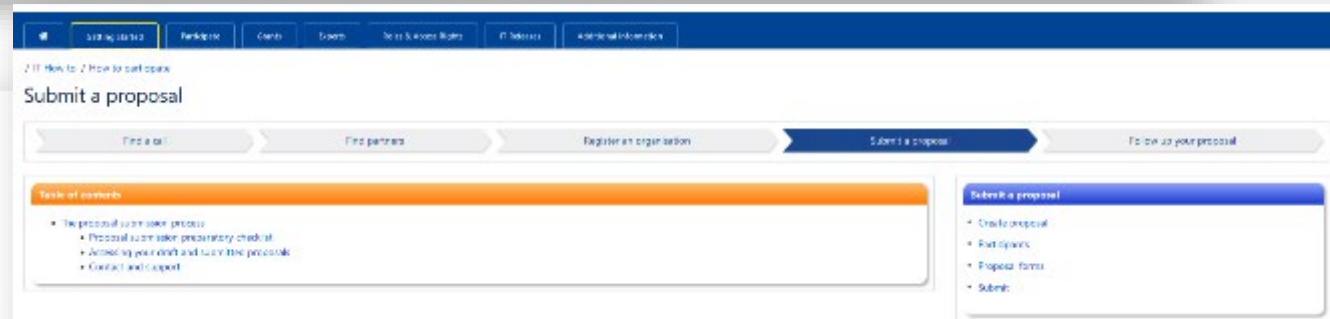 Getting started Participate Grants Experts Roles & Access Rights IT Releases Additional information
/ IT How to / How to participate
Submit a proposal
Find a call Find partners Register an organisation Submit a proposal Follow up your proposal
Table of contents
The proposal submission process
Proposal submission preparatory checklist
Accessing your draft and submitted proposals
Contact and support
Submit a proposal
Create proposal
Participants
Proposal forms
Submit